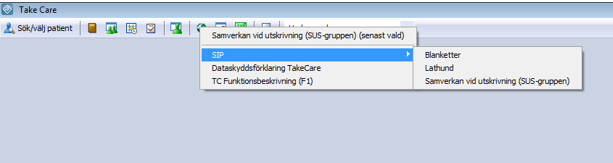 Take Care
Sök/välj patient
Samverkan vid utskrivning (SUS-gruppen) (senast vald)
SIP
Blanketter
Dataskyddsförklaring TakeCare
Lathund
TC Funktionsbeskrivning (F1)
Samverkan vid utskrivning (SUS-gruppen)